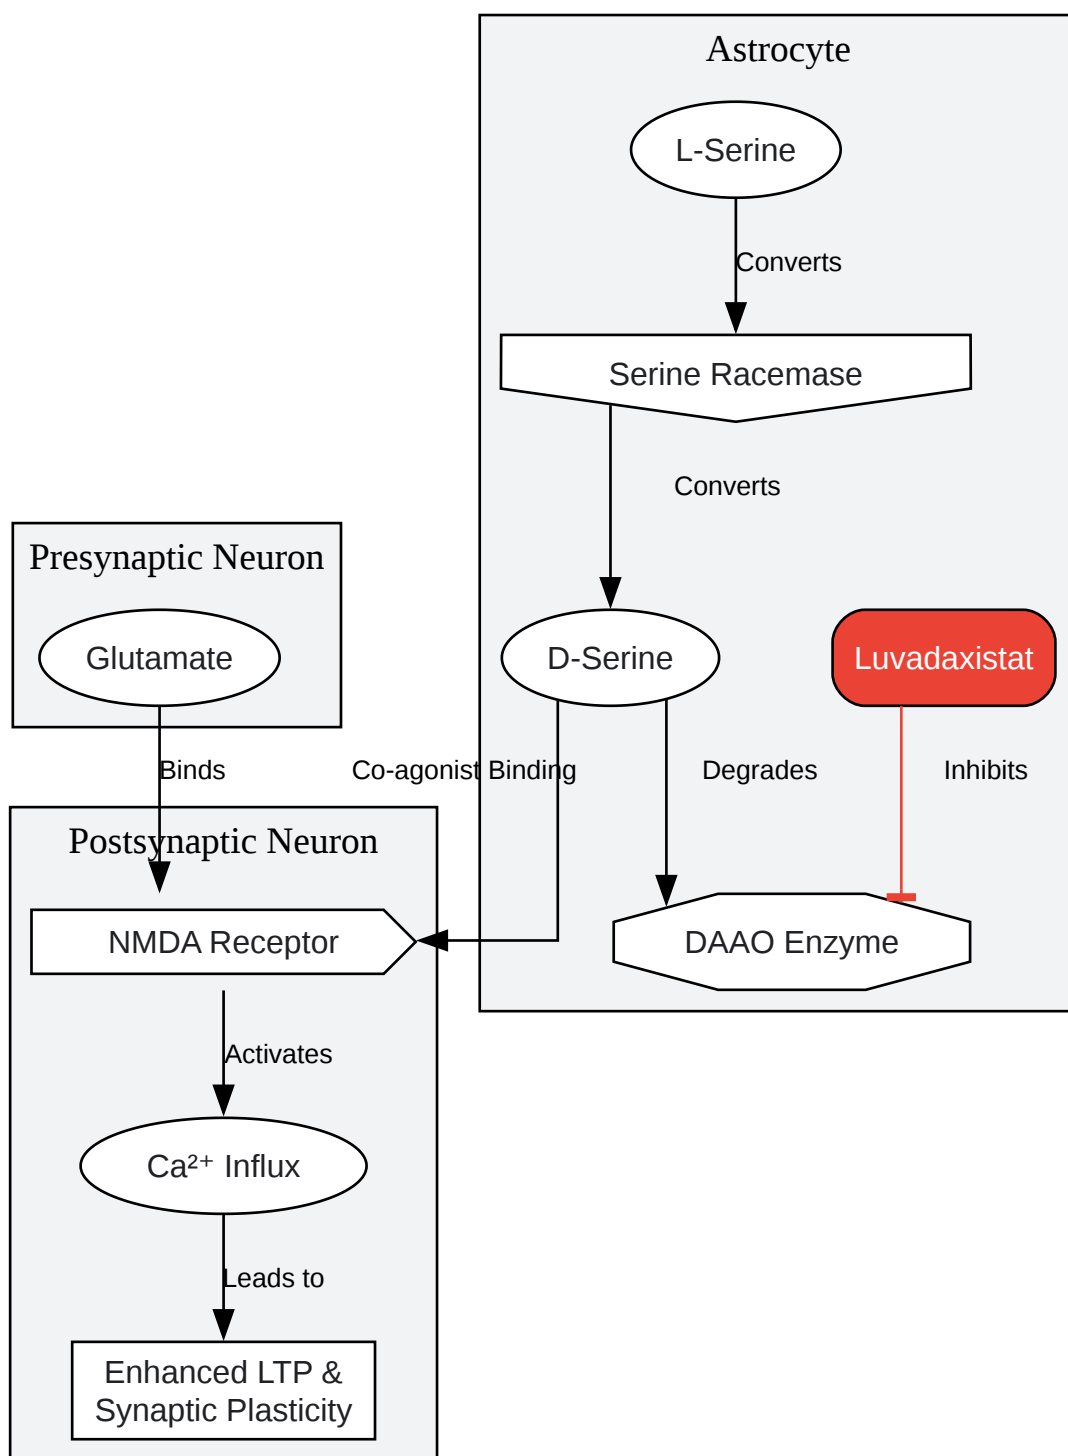 Astrocyte
L-Serine
Converts
Serine Racemase
Converts
Presynaptic Neuron
Glutamate
D-Serine
Luvadaxistat
Binds
Co-agonist Binding
Degrades
Inhibits
Postsynaptic Neuron
NMDA Receptor
DAAO Enzyme
Activates
Ca²⁺ Influx
Leads to
Enhanced LTP &
Synaptic Plasticity